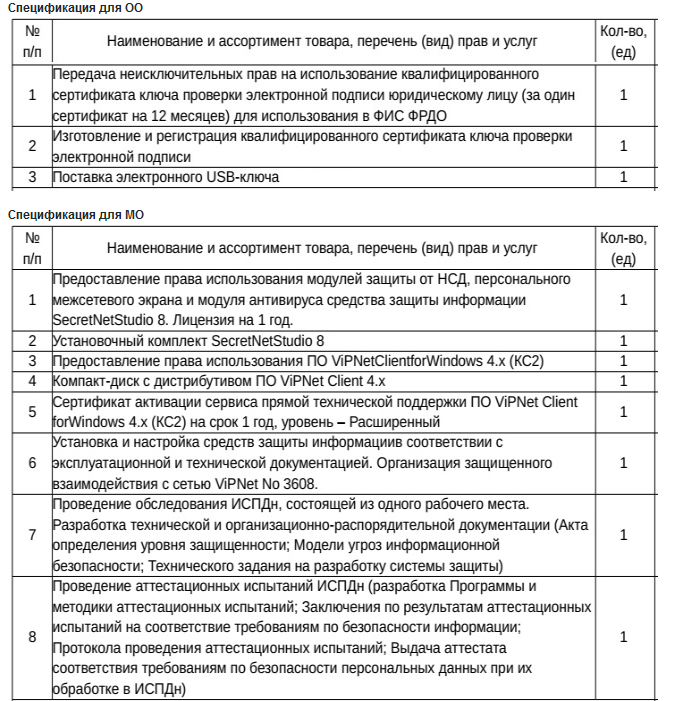 Спецификация для ОО
№ п/п
Наименование и ассортимент товара, перечень (вид) прав и услуг
Кол-во, (ед)
1
Передача неисключительных прав на использование квалифицированного
сертификата ключа проверки электронной подписи юридическому лицу (за один
сертификат на 12 месяцев) для использования в ФИС ФРДО
1
2
Изготовление и регистрация квалифицированного сертификата ключа проверки
электронной подписи
1
3
Поставка электронного USB-ключа
1
Спецификация для МО
№ п/п
Наименование и ассортимент товара, перечень (вид) прав и услуг
Кол-во, (ед)
1
Предоставление права использования модулей защиты от НСД, персонального
межсетевого экрана и модуля антивируса средства защиты информации
SecretNetStudio 8. Лицензия на 1 год.
1
2
Установочный комплект SecretNetStudio 8
1
3
Предоставление права использования ПО ViPNetClientforWindows 4.x (КС2)
1
4
Компакт-диск с дистрибутивом ПО ViPNet Client 4.x
1
5
Сертификат активации сервиса прямой технической поддержки ПО ViPNet Client
forWindows 4.x (КС2) на срок 1 год, уровень – Расширенный
1
6
Установка и настройка средств защиты информациив соответствии с
эксплуатационной и технической документацией. Организация защищенного
взаимодействия с сетью ViPNet No 3608.
1
7
Проведение обследования ИСПДн, состоящей из одного рабочего места.
Разработка технической и организационно-распорядительной документации (Акта
определения уровня защищенности; Модели угроз информационной
безопасности; Технического задания на разработку системы защиты)
1
8
Проведение аттестационных испытаний ИСПДн (разработка Программы и
методики аттестационных испытаний; Заключения по результатам аттестационных
испытаний на соответствие требованиям по безопасности информации;
Протокола проведения аттестационных испытаний; Выдача аттестата
соответствия требованиям по безопасности персональных данных при их
обработке в ИСПДн)
1